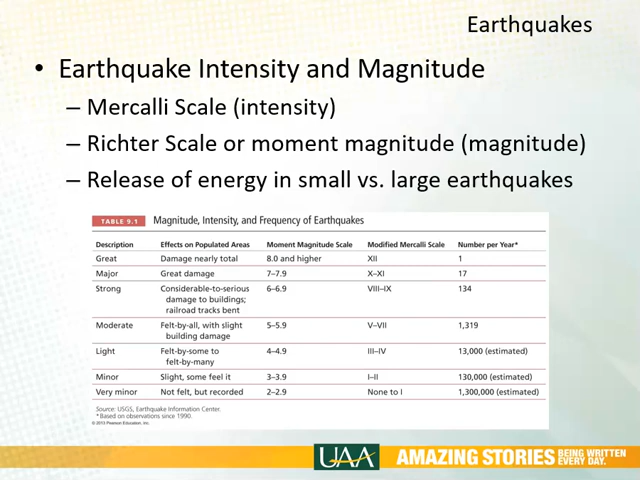 Earthquakes
• Earthquake Intensity and Magnitude
– Mercalli Scale (intensity)
– Richter Scale or moment magnitude (magnitude)
– Release of energy in small vs. large earthquakes
TABLE 9.1 Magnitude, Intensity, and Frequency of Earthquakes
Description Effects on Populated Areas Moment Magnitude Scale Modified Mercalli Scale Number per Year*
Great Damage nearly total 8.0 and higher XII 1
Major Great damage 7–7.9 X–XI 17
Strong Considerable-to-serious 6–6.9 VIII–IX 134
damage to buildings;
railroad tracks bent
Moderate Felt-by-all, with slight 5–5.9 V–VII 1,319
building damage
Light Felt-by-some to 4–4.9 III–IV 13,000 (estimated)
felt-by-many
Minor Slight, some feel it 3–3.9 I–II 130,000 (estimated)
Very minor Not felt, but recorded 2–2.9 None to I 1,300,000 (estimated)
Source: USGS, Earthquake Information Center.
*Based on observations since 1990.
© 2013 Pearson Education, Inc.
UAA AMAZING STORIES BEING WRITTEN
EVERY DAY.